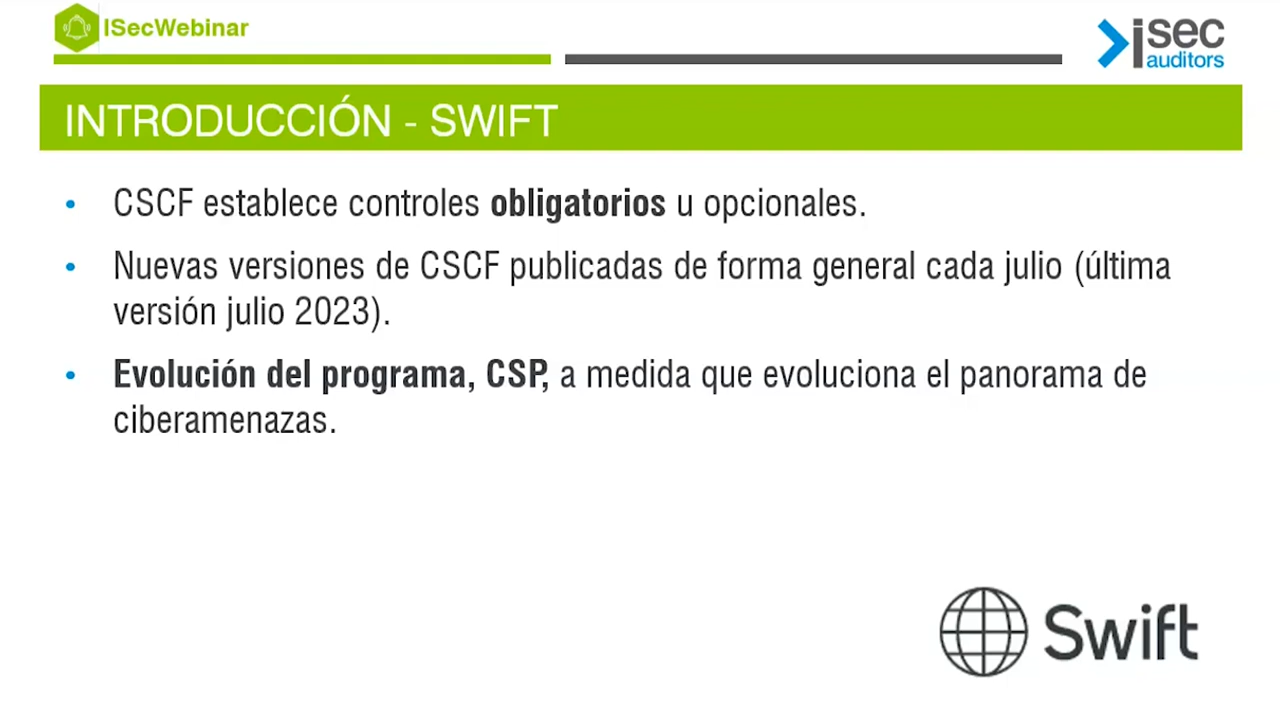 ISecWebinar
isec
auditors
INTRODUCCIÓN - SWIFT
• CSCF establece controles obligatorios u opcionales.
• Nuevas versiones de CSCF publicadas de forma general cada julio (última
versión julio 2023).
• Evolución del programa, CSP, a medida que evoluciona el panorama de
ciberamenazas.
Swift